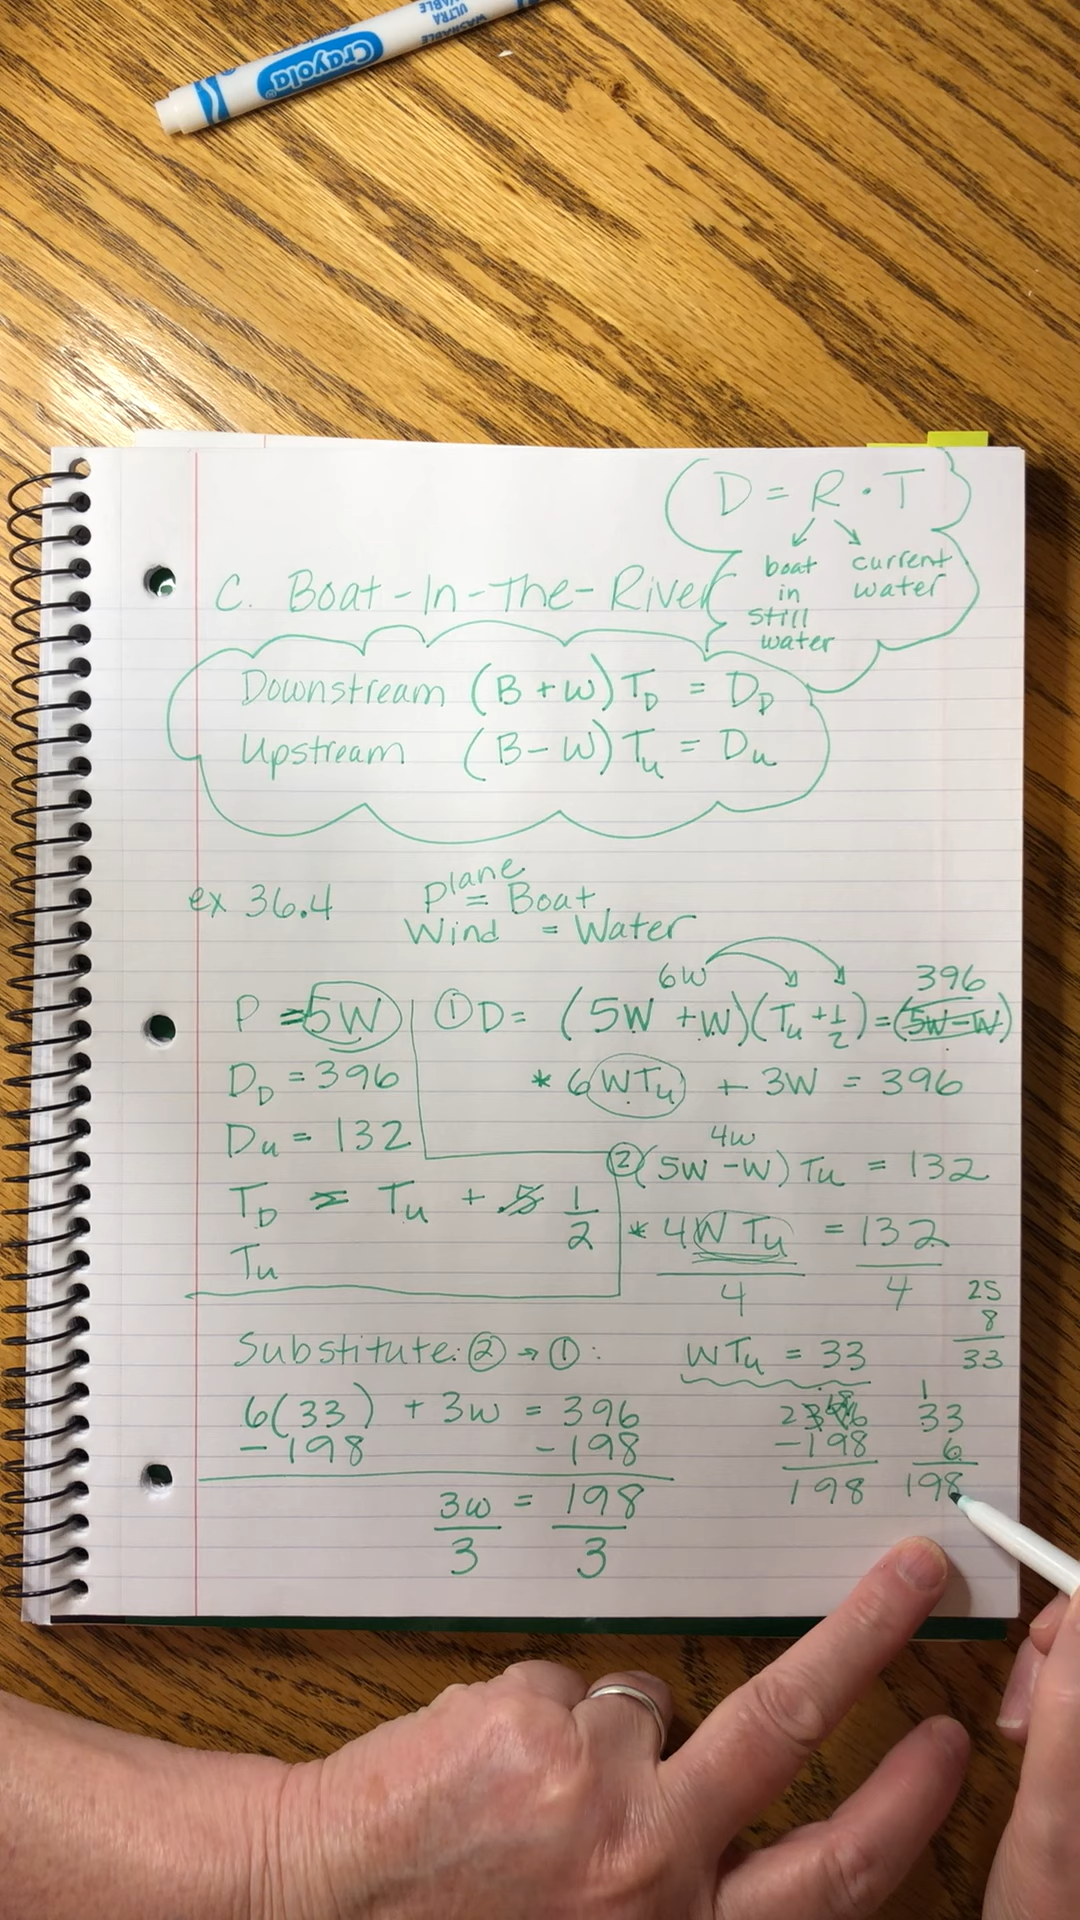 Crayola
ULTRA
WASHABLE
D = R · T
boat in still water
current water
C. Boat-In-The-River
Downstream (B + W) T_D = D_D
Upstream (B - W) T_u = D_u
ex 36.4
Plane = Boat
Wind = Water
P = 5W
D_D = 396
D_u = 132
T_D = T_u + 1/2
T_u
6W
396
① D = (5W + W)(T_u + 1/2) = (5W - W)
* 6WT_u + 3W = 396
4W
② (5W - W) T_u = 132
* 4WT_u = 132
4 4
25
8
33
Substitute: ② → ①:
WT_u = 33
6(33) + 3W = 396
- 198 - 198
3W = 198
3 3
- 198
198
1
33
6
198